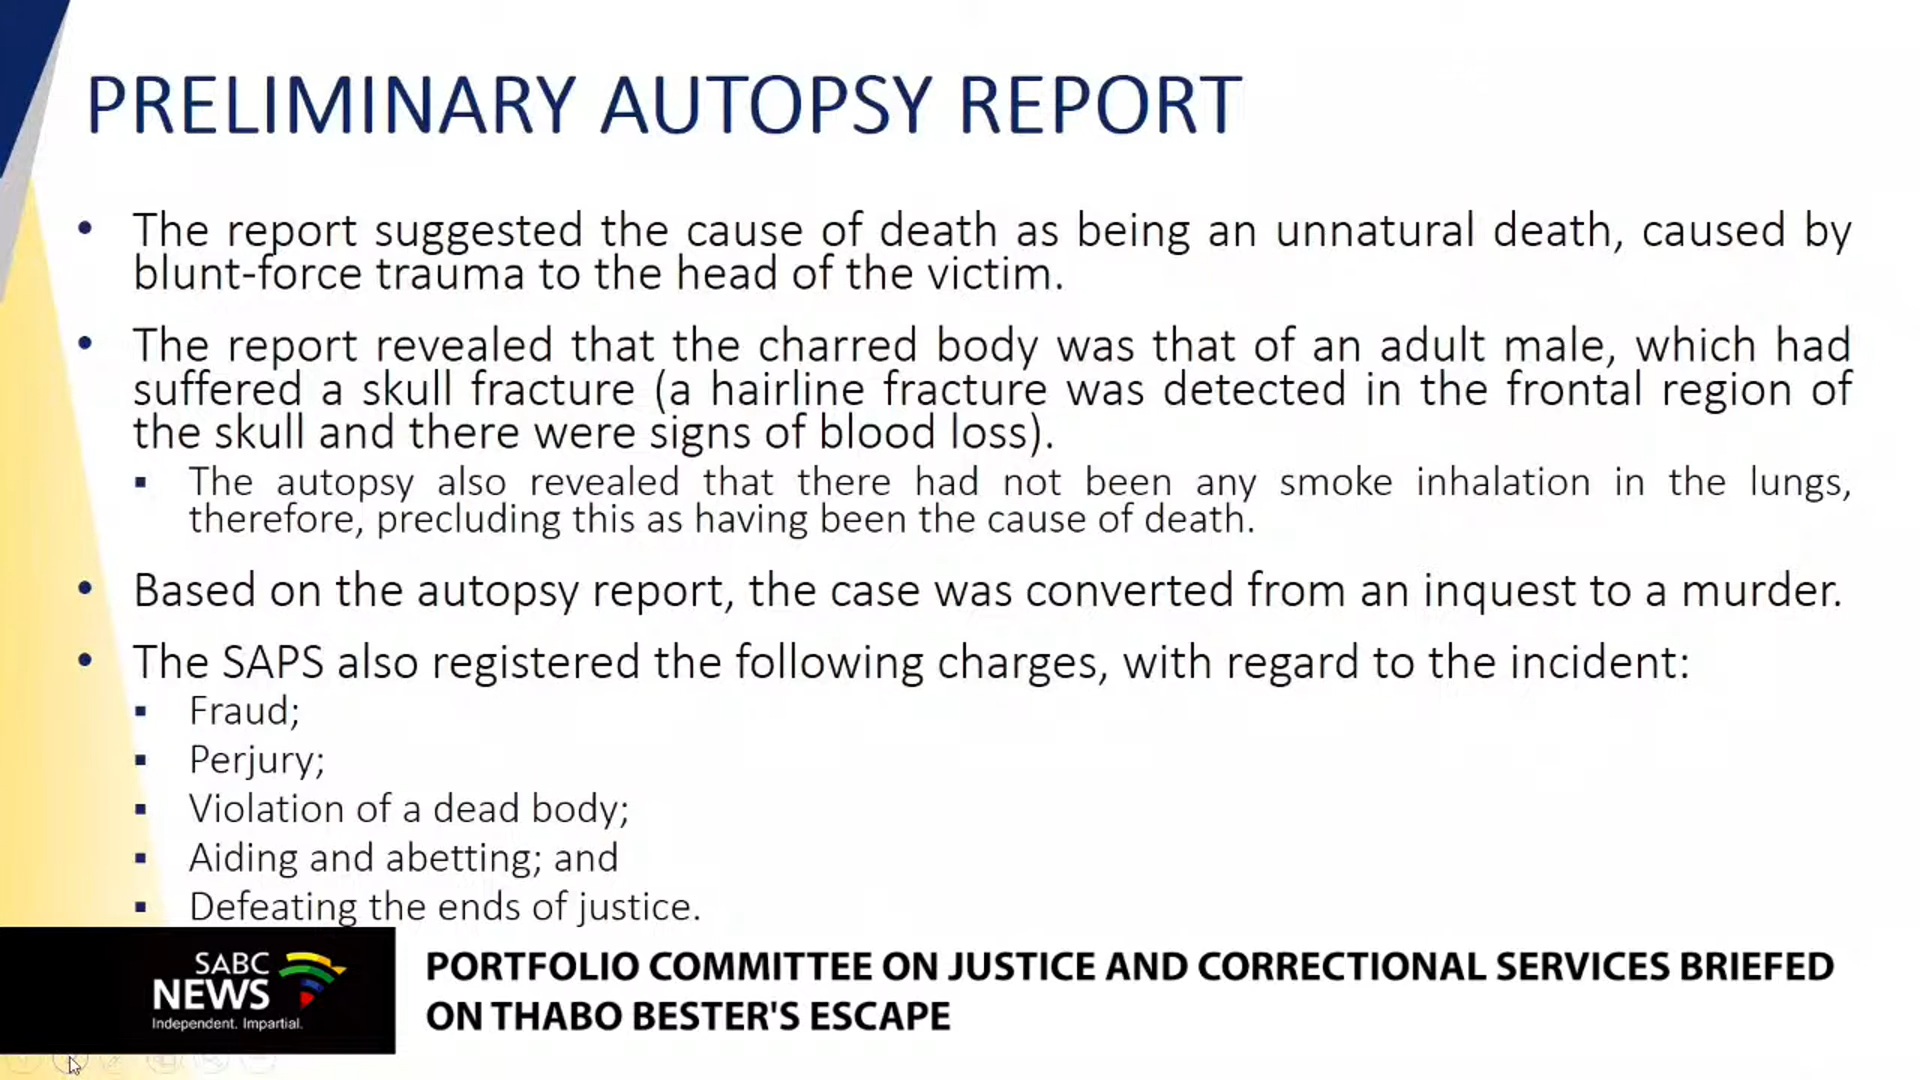 PRELIMINARY AUTOPSY REPORT
• The report suggested the cause of death as being an unnatural death, caused by
blunt-force trauma to the head of the victim.
• The report revealed that the charred body was that of an adult male, which had
suffered a skull fracture (a hairline fracture was detected in the frontal region of
the skull and there were signs of blood loss).
▪ The autopsy also revealed that there had not been any smoke inhalation in the lungs,
therefore, precluding this as having been the cause of death.
• Based on the autopsy report, the case was converted from an inquest to a murder.
• The SAPS also registered the following charges, with regard to the incident:
▪ Fraud;
▪ Perjury;
▪ Violation of a dead body;
▪ Aiding and abetting; and
▪ Defeating the ends of justice.
SABC
NEWS
Independent. Impartial.
PORTFOLIO COMMITTEE ON JUSTICE AND CORRECTIONAL SERVICES BRIEFED
ON THABO BESTER'S ESCAPE